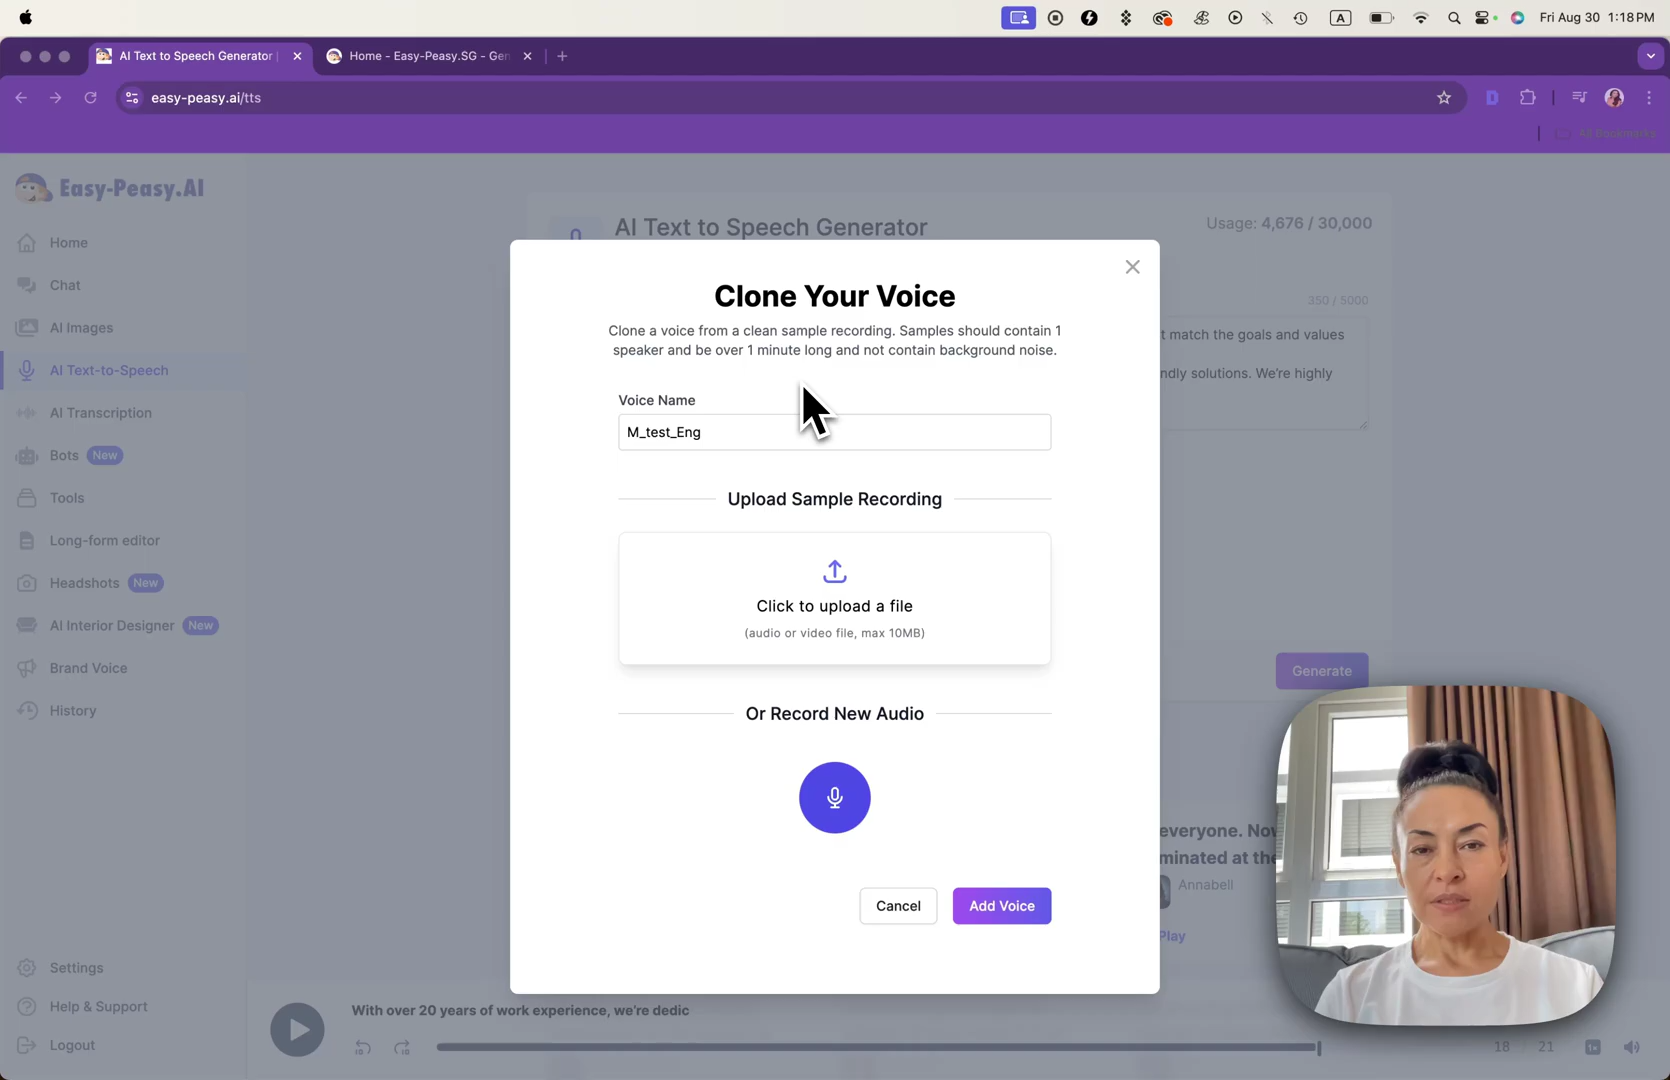 Fri Aug 30 1:18 PM
AI Text to Speech Generator
Home - Easy-Peasy.SG - Gen
easy-peasy.ai/tts
All Bookmarks
Easy-Peasy.AI
Home
Chat
AI Images
AI Text-to-Speech
AI Transcription
Bots New
Tools
Long-form editor
Headshots New
AI Interior Designer New
Brand Voice
History
Settings
Help & Support
Logout
AI Text to Speech Generator
Usage: 4,676 / 30,000
350 / 5000
t match the goals and values
ndly solutions. We're highly
Generate
Clone Your Voice
Clone a voice from a clean sample recording. Samples should contain 1
speaker and be over 1 minute long and not contain background noise.
Voice Name
M_test_Eng
Upload Sample Recording
Click to upload a file
(audio or video file, max 10MB)
Or Record New Audio
Cancel
Add Voice
everyone. Nov
minated at the
Annabell
Play
With over 20 years of work experience, we're dedic
10
10
18 / 21
1x